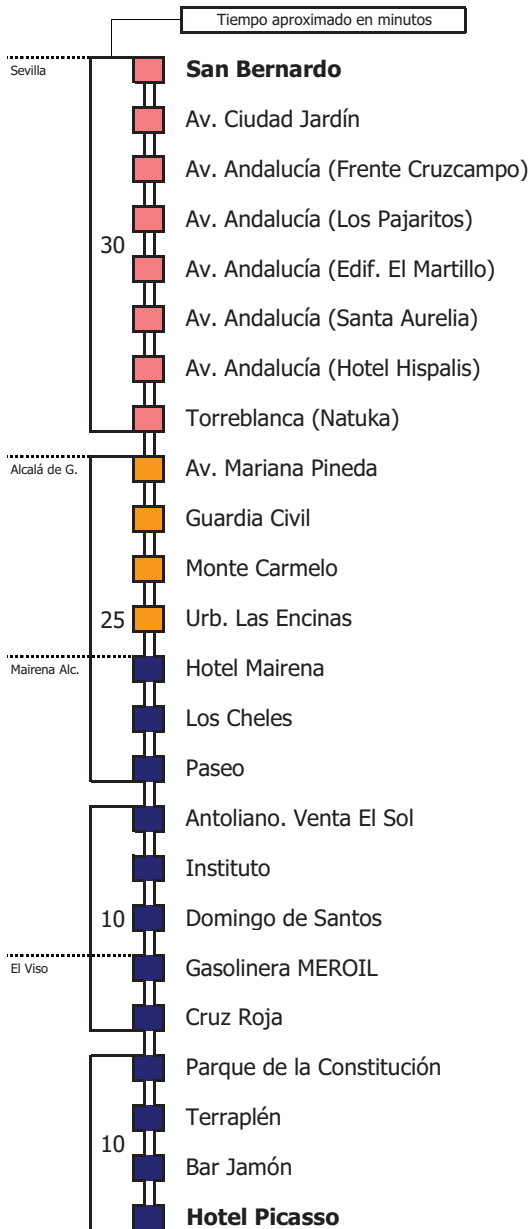 Tiempo aproximado en minutos
Sevilla
San Bernardo
Av. Ciudad Jardín
Av. Andalucía (Frente Cruzcampo)
Av. Andalucía (Los Pajaritos)
30
Av. Andalucía (Edif. El Martillo)
Av. Andalucía (Santa Aurelia)
Av. Andalucía (Hotel Hispalis)
Torreblanca (Natuka)
Alcalá de G.
Av. Mariana Pineda
Guardia Civil
Monte Carmelo
25
Urb. Las Encinas
Mairena Alc.
Hotel Mairena
Los Cheles
Paseo
Antoliano. Venta El Sol
Instituto
10
Domingo de Santos
El Viso
Gasolinera MEROIL
Cruz Roja
Parque de la Constitución
Terraplén
10
Bar Jamón
Hotel Picasso